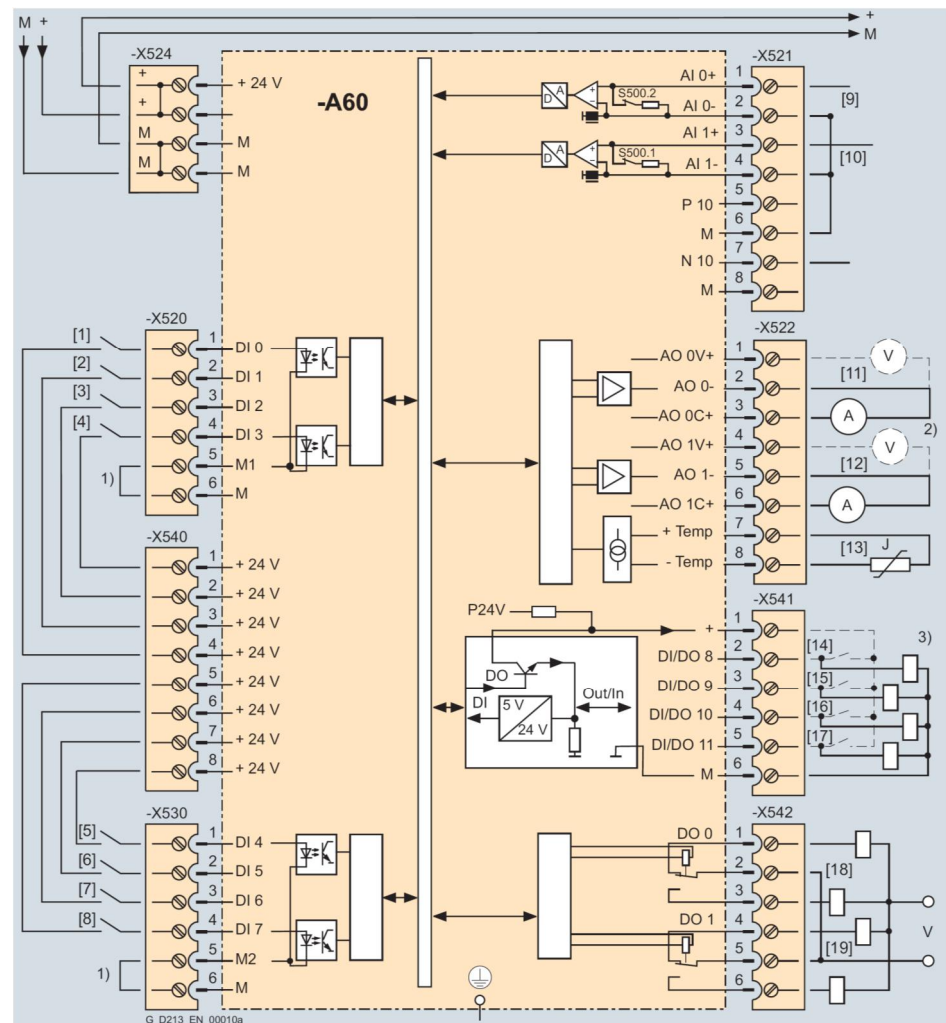 M +
+
M
-X524
+
+
M
M
+ 24 V
M
M
-A60
-X521
AI 0+
1
AI 0-
2
AI 1+
3
AI 1-
4
5
P 10
6
M
7
N 10
8
M
D A
+
−
S500.2
D A
+
−
S500.1
[9]
[10]
-X520
[1]
1
DI 0
[2]
2
DI 1
[3]
3
DI 2
[4]
4
DI 3
5
M1
1)
6
M
-X522
AO 0V+
1
V
AO 0-
2
[11]
AO 0C+
3
A
2)
AO 1V+
4
V
AO 1-
5
[12]
AO 1C+
6
A
+ Temp
7
- Temp
8
[13]
J
-X540
1
+ 24 V
2
+ 24 V
3
+ 24 V
4
+ 24 V
5
+ 24 V
6
+ 24 V
7
+ 24 V
8
+ 24 V
-X541
P24V
+
1
DI/DO 8
2
[14]
3)
DI/DO 9
3
[15]
DI/DO 10
4
[16]
DI/DO 11
5
[17]
M
6
DO
DI
5 V
24 V
Out/In
-X530
[5]
1
DI 4
[6]
2
DI 5
[7]
3
DI 6
[8]
4
DI 7
5
M2
1)
6
M
-X542
DO 0
1
2
[18]
3
DO 1
4
V
5
[19]
6
G_D213_EN_00010a